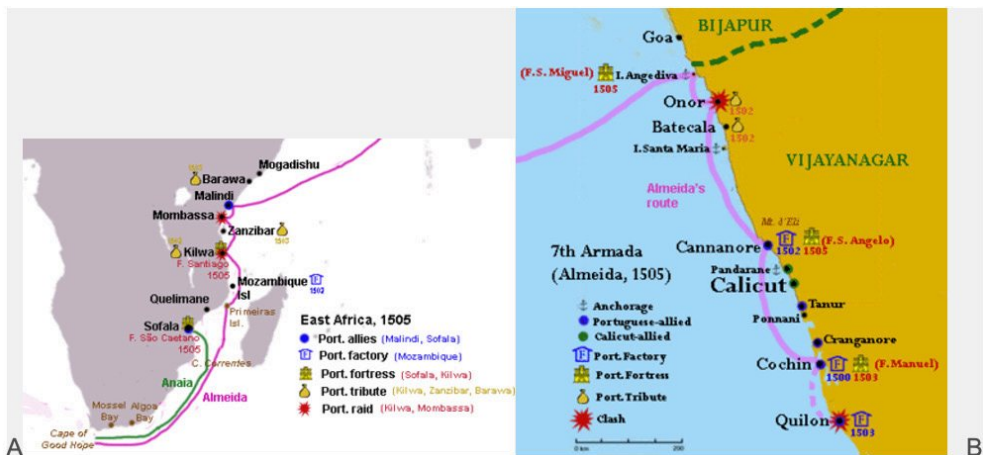 Mogadishu
Barawa
Malindi
Mombassa
Zanzibar
Kilwa
F. Santiago
1505
Mozambique
Isl
1502
Quelimane
Primeiras
Isl.
Sofala
F. São Caetano
1505
C. Correntes
Anaia
Almeida
Mossel
Bay
Algoa
Bay
Cape of
Good Hope
East Africa, 1505
Port. allies (Malindi, Sofala)
Port. factory (Mozambique)
Port. fortress (Sofala, Kilwa)
Port. tribute (Kilwa, Zanzibar, Barawa)
Port. raid (Kilwa, Mombassa)
A
BIJAPUR
Goa
(F.S. Miguel)
1505
I. Angediva
Onor
1502
Batecala
1502
I. Santa Maria
VIJAYANAGAR
Almeida's
route
Mt. d'Eli
Cannanore
1502
1505
(F.S. Angelo)
7th Armada
(Almeida, 1505)
Pandarane
Calicut
Tanur
Ponnani
Cranganore
Cochin
1500
1503
(F. Manuel)
Quilon
1503
Anchorage
Portuguese-allied
Calicut-allied
Port. Factory
Port. Fortress
Port. Tribute
Clash
0
km
200
B